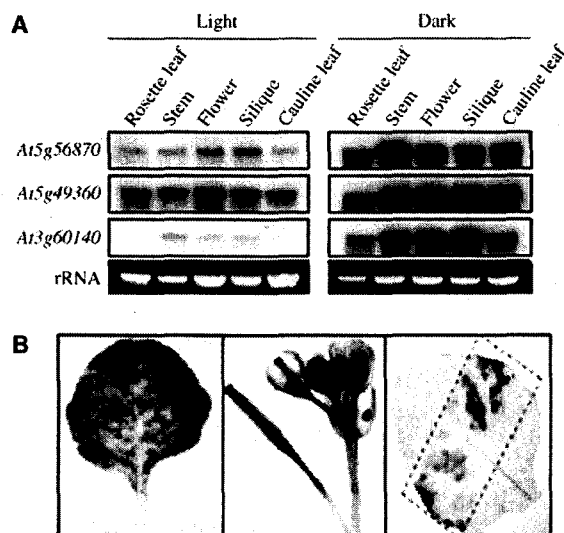 A
Light Dark
Rosette leaf Stem Flower Silique Cauline leaf Rosette leaf Stem Flower Silique Cauline leaf
At5g56870
At5g49360
At3g60140
rRNA
B